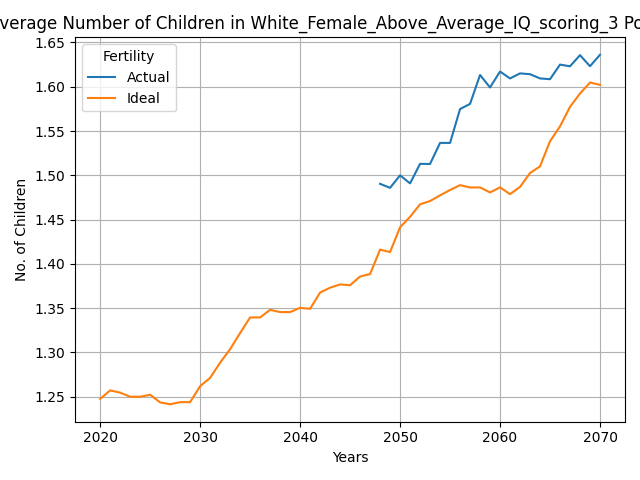 verage Number of Children in White_Female_Above_Average_IQ_scoring_3 Po
Fertility
Actual
Ideal
No. of Children
1.65
1.60
1.55
1.50
1.45
1.40
1.35
1.30
1.25
2020 2030 2040 2050 2060 2070
Years